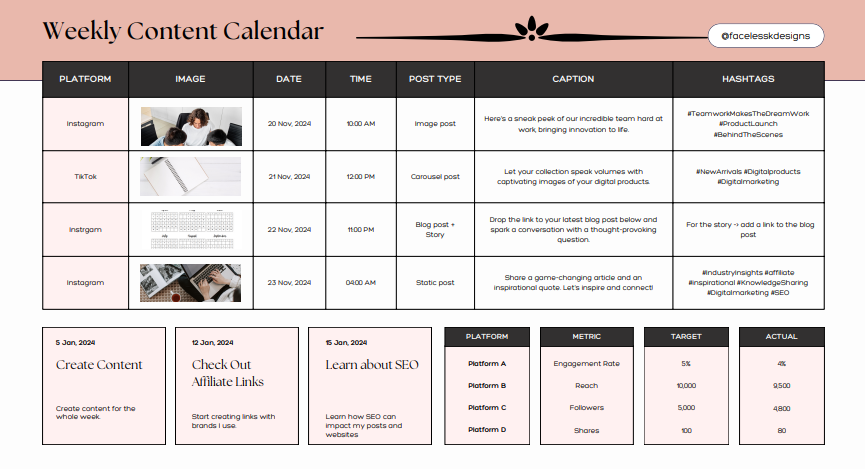 Weekly Content Calendar
@facelesskdesigns
PLATFORM IMAGE DATE TIME POST TYPE CAPTION HASHTAGS
Instagram 20 Nov, 2024 10:00 AM Image post
Here's a sneak peek of our incredible team hard at
work, bringing innovation to life.
#TeamworkMakesTheDreamWork
#ProductLaunch
#BehindTheScenes
TikTok 21 Nov, 2024 12:00 PM Carousel post
Let your collection speak volumes with
captivating images of your digital products.
#NewArrivals #Digitalproducts
#Digitalmarketing
Instrgam 22 Nov, 2024 11:00 PM
Blog post +
Story
Drop the link to your latest blog post below and
spark a conversation with a thought-provoking
question.
For the story -> add a link to the blog
post
Instagram 23 Nov, 2024 04:00 AM Static post
Share a game-changing article and an
inspirational quote. Let's inspire and connect!
#IndustryInsights #affiliate
#inspirational #KnowledgeSharing
#Digitalmarketing #SEO
5 Jan, 2024
Create Content
Create content for the
whole week.
12 Jan, 2024
Check Out
Affiliate Links
Start creating links with
brands I use.
15 Jan, 2024
Learn about SEO
Learn how SEO can
impact my posts and
websites
PLATFORM METRIC TARGET ACTUAL
Platform A Engagement Rate 5% 4%
Platform B Reach 10,000 9,500
Platform C Followers 5,000 4,800
Platform D Shares 100 80